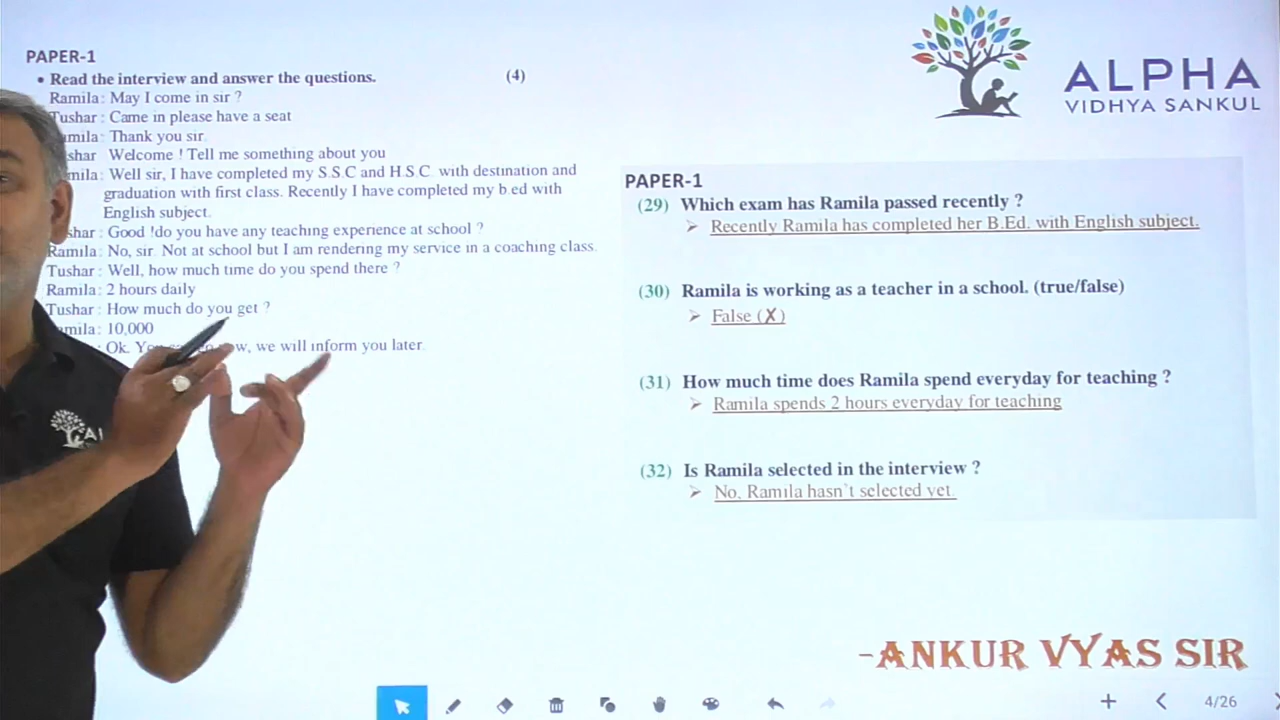 PAPER-1
• Read the interview and answer the questions. (4)
Ramila: May I come in sir ?
Tushar : Came in please have a seat
mila: Thank you sir
shar Welcome ! Tell me something about you
mila: Well sir, I have completed my S.S.C and H.S.C. with destination and
graduation with first class. Recently I have completed my b.ed with
English subject.
shar : Good !do you have any teaching experience at school ?
Ramila: No, sir. Not at school but I am rendering my service in a coaching class.
Tushar : Well, how much time do you spend there ?
Ramila: 2 hours daily
Tushar : How much do you get ?
amila: 10,000
: Ok. we will inform you later.
ALPHA
VIDHYA SANKUL
PAPER-1
(29) Which exam has Ramila passed recently ?
➢ Recently Ramila has completed her B.Ed. with English subject.
(30) Ramila is working as a teacher in a school. (true/false)
➢ False (X)
(31) How much time does Ramila spend everyday for teaching ?
➢ Ramila spends 2 hours everyday for teaching
(32) Is Ramila selected in the interview ?
➢ No, Ramila hasn't selected yet.
-ANKUR VYAS SIR
4/26